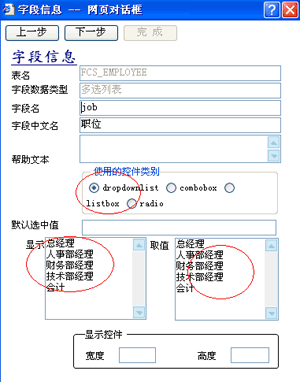 字段信息 -- 网页对话框
上一步 下一步 完 成
字段信息
表名 FCS_EMPLOYEE
字段数据类型 多选列表
字段名 job
字段中文名 职位
帮助文本
使用的控件类别
dropdownlist combobox
listbox radio
默认选中值
显示 取值
总经理 总经理
人事部经理 人事部经理
财务部经理 财务部经理
技术部经理 技术部经理
会计 会计
显示控件
宽度 高度